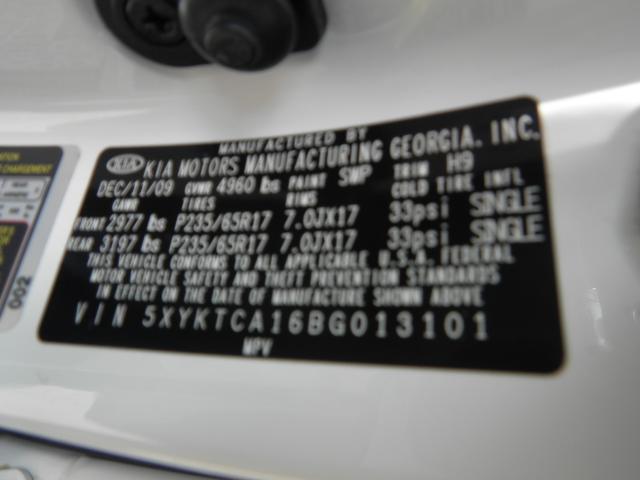 MANUFACTURED BY
KIA KIA MOTORS MANUFACTURING GEORGIA. INC.
DEC/11/09 GVWR 4960 lbs PAINT SWP TRIM H9
GAWR TIRES RIMS COLD TIRE INFL
FRONT 2977 lbs P235/65R17 7.0JX17 33psi SINGLE
REAR 3197 lbs P235/65R17 7.0JX17 33psi SINGLE
THIS VEHICLE CONFORMS TO ALL APPLICABLE U.S.A. FEDERAL
MOTOR VEHICLE SAFETY AND THEFT PREVENTION STANDARDS
IN EFFECT ON THE DATE OF MANUFACTURE SHOWN ABOVE
VIN 5XYKTCA16BG013101
MPV
002